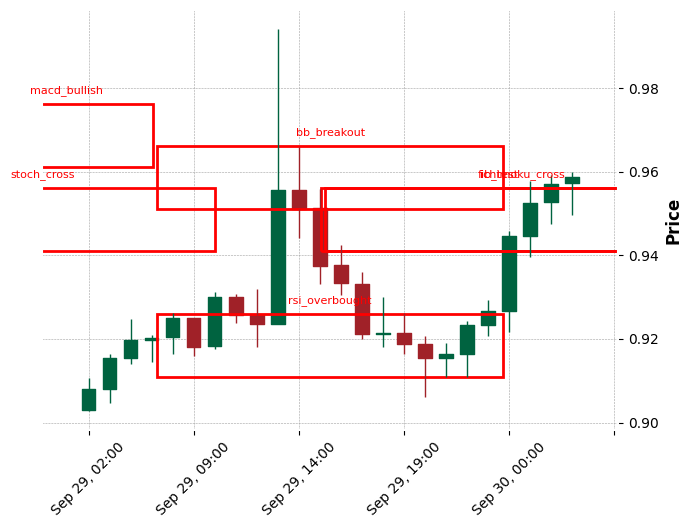 macd_bullish
0.98
bb_breakout
stoch_cross
0.96
0.94
rsi_overbought
0.92
0.90
Price
Sep 29, 02:00
Sep 29, 09:00
Sep 29, 14:00
Sep 29, 19:00
Sep 30, 00:00